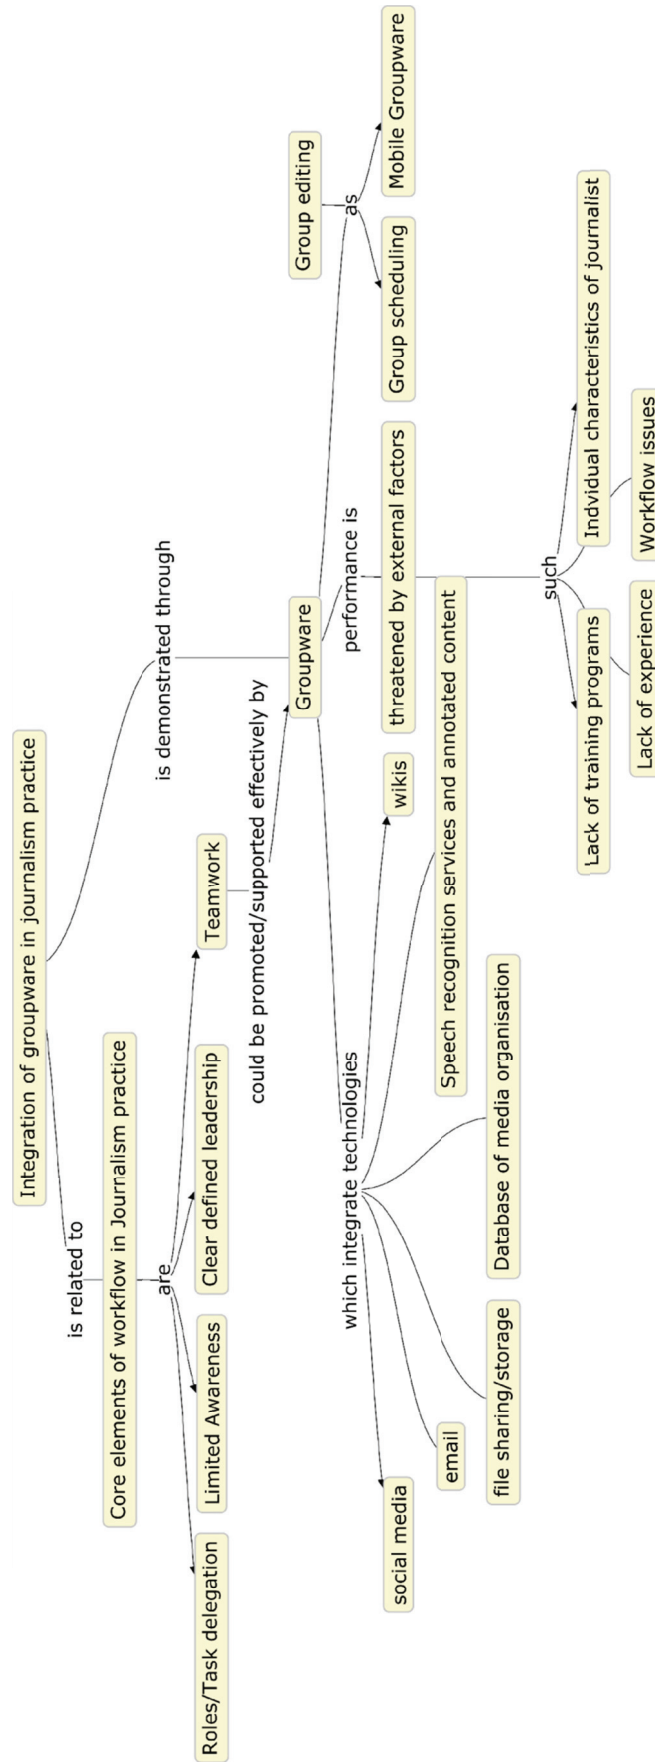 Integration of groupware in journalism practice
is related to
is demonstrated through
Core elements of workflow in Journalism practice
are
Roles/Task delegation
Limited Awareness
Clear defined leadership
Teamwork
could be promoted/supported effectively by
Groupware
Group editing
which integrate technologies
performance is
as
social media
wikis
threatened by external factors
Group scheduling
Mobile Groupware
email
Speech recognition services and annotated content
file sharing/storage
Database of media organisation
such
Lack of training programs
Indvidual characteristics of journalist
Lack of experience
Workflow issues